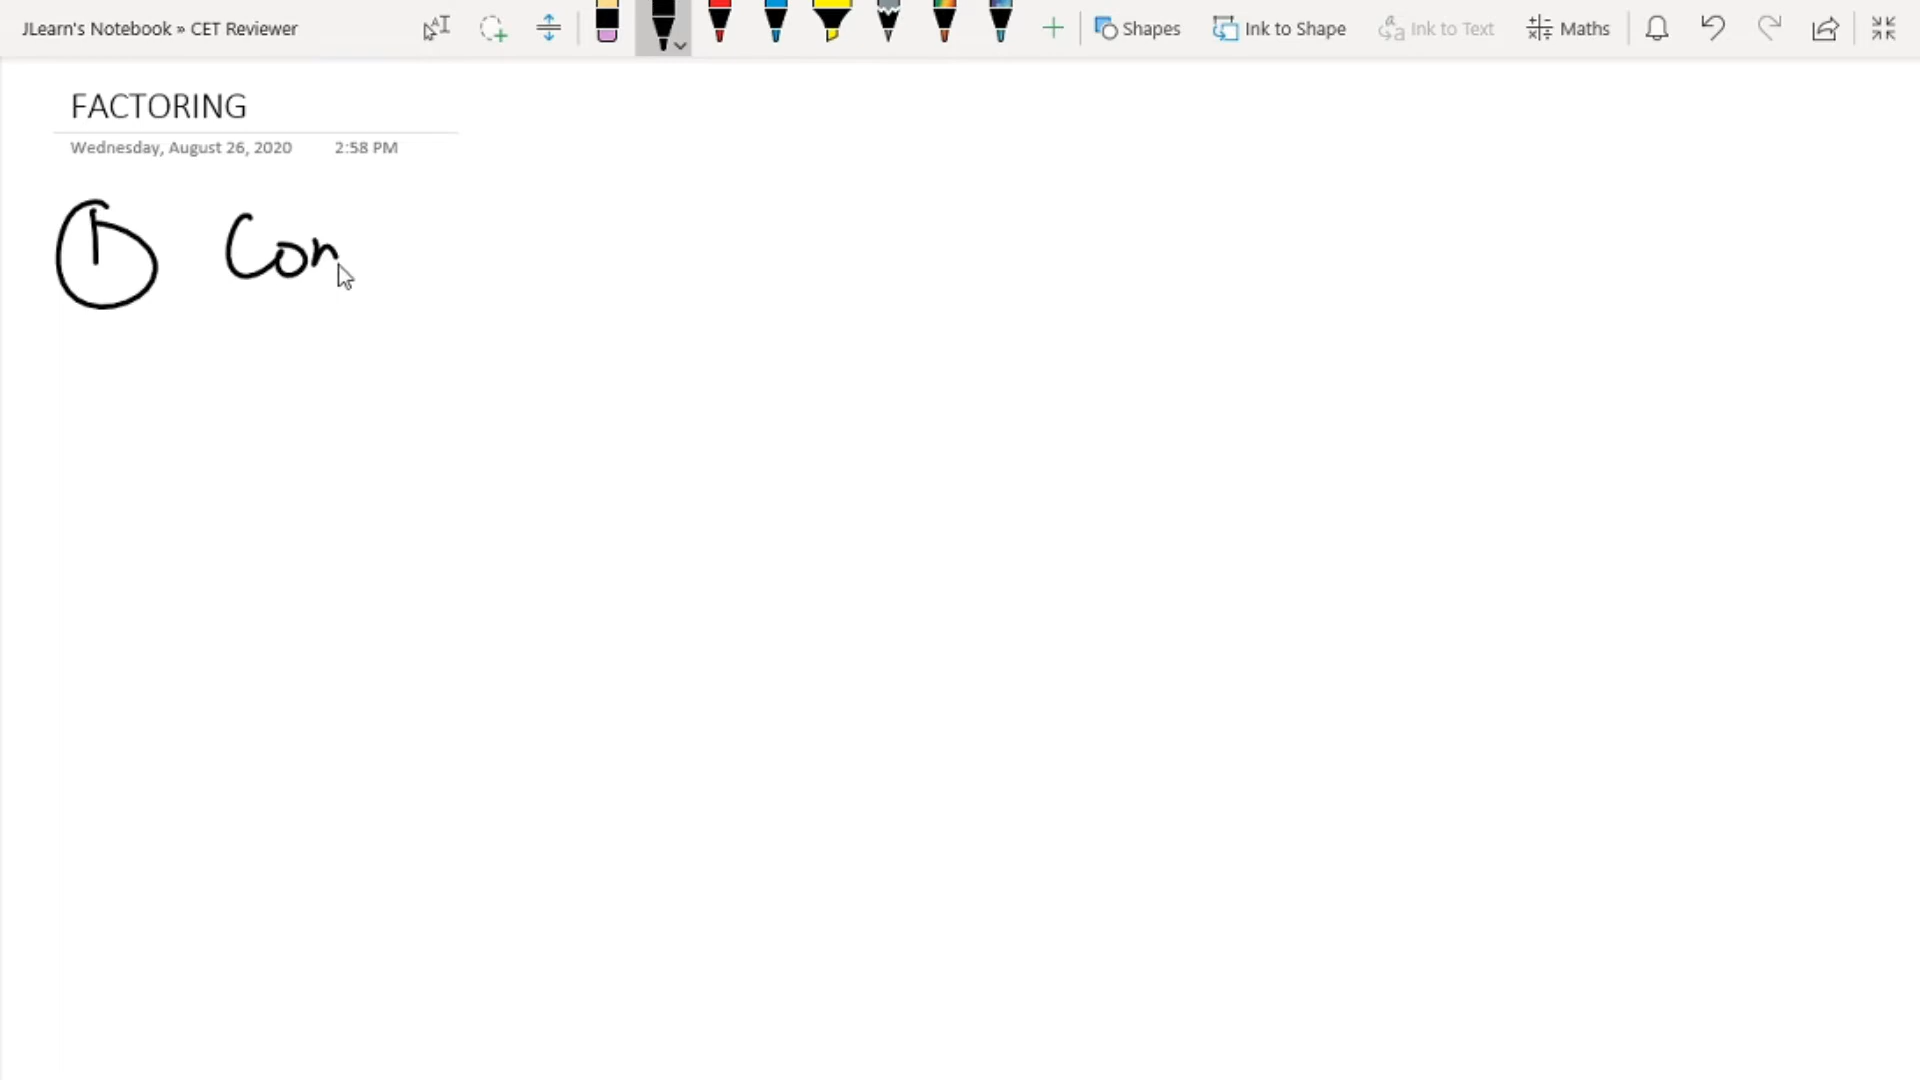 JLearn's Notebook » CET Reviewer Shapes Ink to Shape Ink to Text Maths
FACTORING
Wednesday, August 26, 2020 2:58 PM
① Con